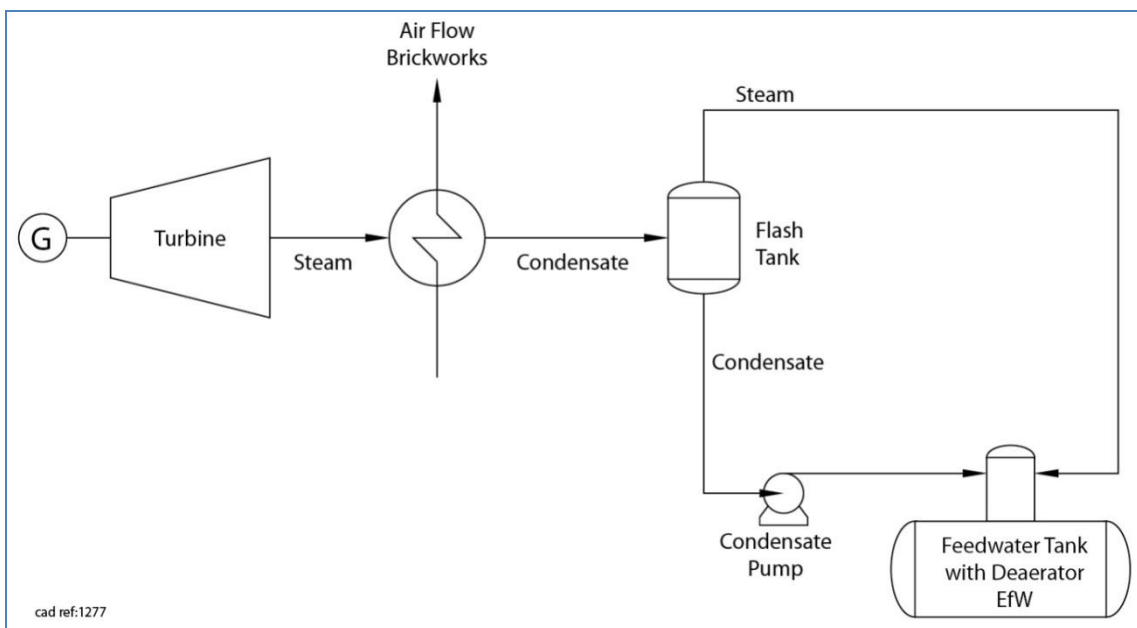 Air Flow
Brickworks
Steam
G
Turbine
Steam
Condensate
Flash
Tank
Condensate
Condensate
Pump
Feedwater Tank
with Deaerator
EfW
cad ref:1277